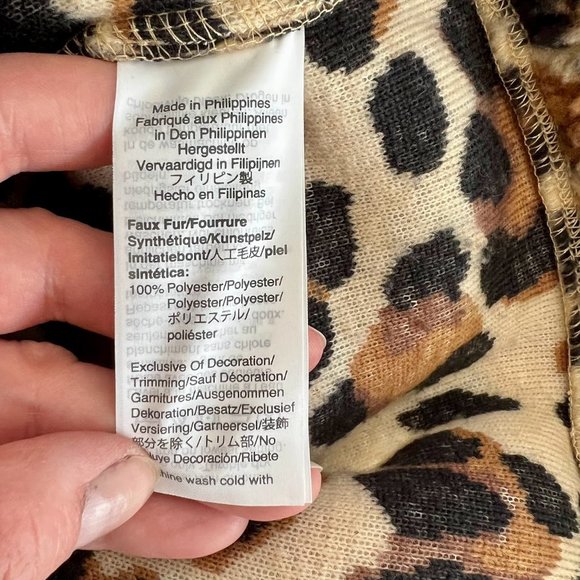 Made in Philippines
Fabriqué aux Philippines
in Den Philippinen
Hergestellt
Vervaardigd in Filipijnen
フィリピン製
Hecho en Filipinas
Faux Fur/Fourrure
Synthétique/Kunstpelz/
Imitatiebont/人工毛皮/piel
sintética:
100% Polyester/Polyester/
Polyester/Polyester/
ポリエステル/
poliéster
Exclusive Of Decoration/
Trimming/Sauf Décoration/
Garnitures/Ausgenommen
Dekoration/Besatz/Exclusief
Versiering/Garneersel/装飾
部分を除く/トリム部/No
Decoración/Ribete
wash cold with